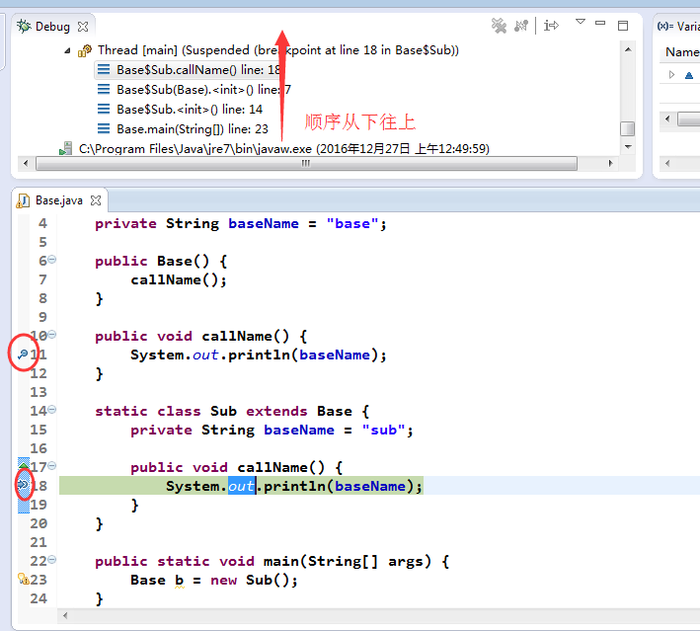 Debug
(x)= Varia
Thread [main] (Suspended (breakpoint at line 18 in Base$Sub))
Name
Base$Sub.callName() line: 18
Base$Sub(Base).<init>() line: 7
Base$Sub.<init>() line: 14
Base.main(String[]) line: 23
顺序从下往上
C:\Program Files\Java\jre7\bin\javaw.exe (2016年12月27日 上午12:49:59)
Base.java
4 private String baseName = "base";
5
6 public Base() {
7 callName();
8 }
9
10 public void callName() {
11 System.out.println(baseName);
12 }
13
14 static class Sub extends Base {
15 private String baseName = "sub";
16
17 public void callName() {
18 System.out.println(baseName);
19 }
20 }
21
22 public static void main(String[] args) {
23 Base b = new Sub();
24 }